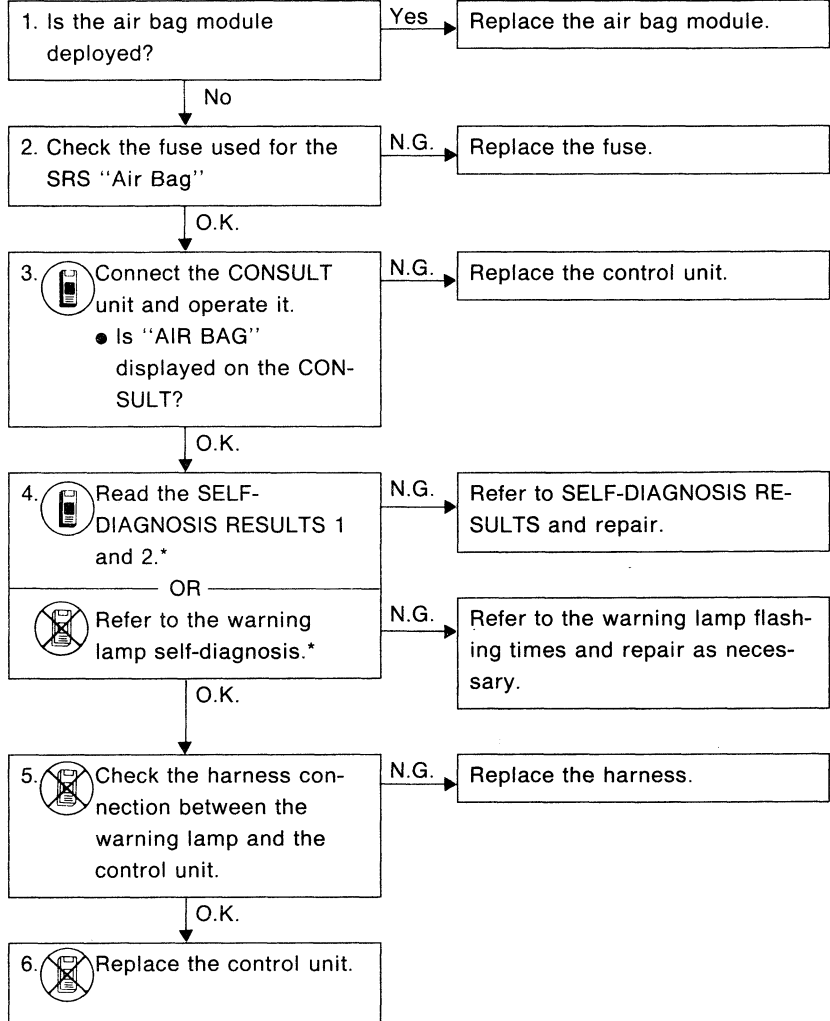 1. Is the air bag module
deployed?
Yes
Replace the air bag module.
No
2. Check the fuse used for the
SRS ‘‘Air Bag’’
N.G.
Replace the fuse.
O.K.
3. Connect the CONSULT
unit and operate it.
● Is ‘‘AIR BAG’’
displayed on the CON-
SULT?
N.G.
Replace the control unit.
O.K.
4. Read the SELF-
DIAGNOSIS RESULTS 1
and 2.*
N.G.
Refer to SELF-DIAGNOSIS RE-
SULTS and repair.
OR
Refer to the warning
lamp self-diagnosis.*
N.G.
Refer to the warning lamp flash-
ing times and repair as neces-
sary.
O.K.
5. Check the harness con-
nection between the
warning lamp and the
control unit.
N.G.
Replace the harness.
O.K.
6. Replace the control unit.